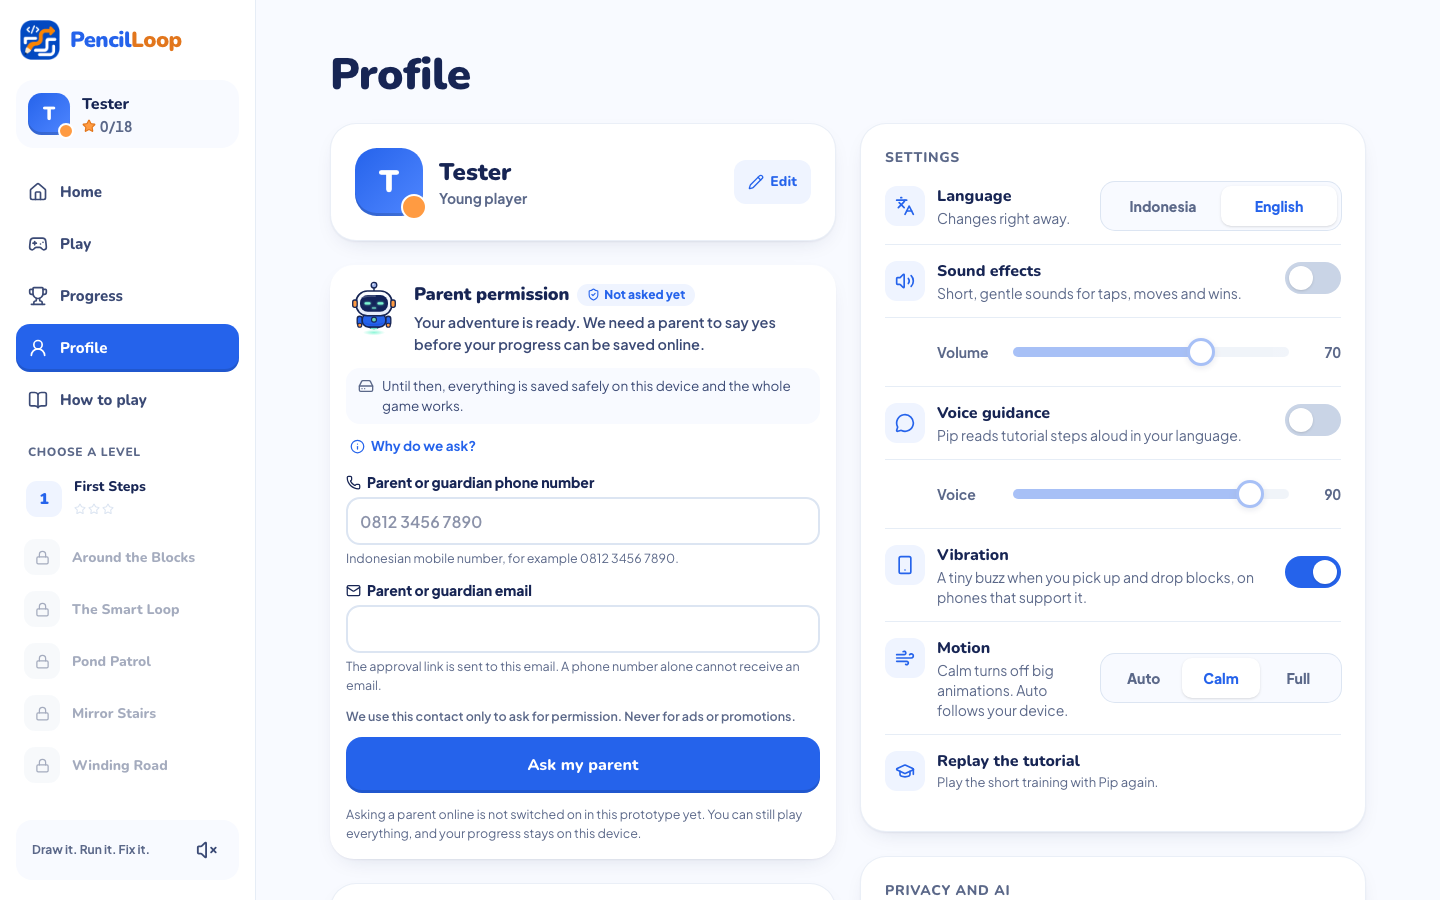 PencilLoop
T
Tester
0/18
Home
Play
Progress
Profile
How to play
CHOOSE A LEVEL
1
First Steps
Around the Blocks
The Smart Loop
Pond Patrol
Mirror Stairs
Winding Road
Draw it. Run it. Fix it.
Profile
T
Tester
Young player
Edit
Parent permission
Not asked yet
Your adventure is ready. We need a parent to say yes
before your progress can be saved online.
Until then, everything is saved safely on this device and the whole
game works.
Why do we ask?
Parent or guardian phone number
0812 3456 7890
Indonesian mobile number, for example 0812 3456 7890.
Parent or guardian email
The approval link is sent to this email. A phone number alone cannot receive an
email.
We use this contact only to ask for permission. Never for ads or promotions.
Ask my parent
Asking a parent online is not switched on in this prototype yet. You can still play
everything, and your progress stays on this device.
SETTINGS
Language
Changes right away.
Indonesia
English
Sound effects
Short, gentle sounds for taps, moves and wins.
Volume
70
Voice guidance
Pip reads tutorial steps aloud in your language.
Voice
90
Vibration
A tiny buzz when you pick up and drop blocks, on
phones that support it.
Motion
Calm turns off big
animations. Auto
follows your device.
Auto
Calm
Full
Replay the tutorial
Play the short training with Pip again.
PRIVACY AND AI